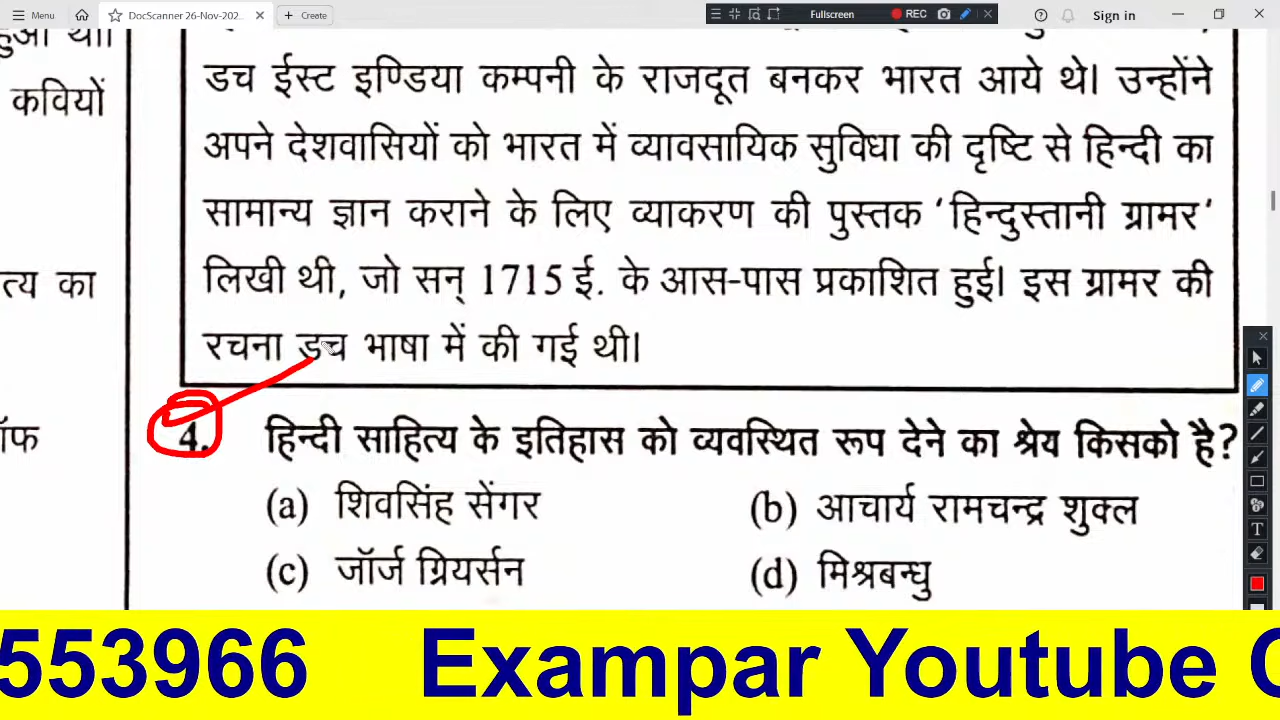 Menu
DocScanner 26-Nov-202...
Create
Fullscreen
REC
Sign in
हुआ था।
कवियों
त्य का
ऑफ
डच ईस्ट इण्डिया कम्पनी के राजदूत बनकर भारत आये थे। उन्होंने
अपने देशवासियों को भारत में व्यावसायिक सुविधा की दृष्टि से हिन्दी का
सामान्य ज्ञान कराने के लिए व्याकरण की पुस्तक 'हिन्दुस्तानी ग्रामर'
लिखी थी, जो सन् 1715 ई. के आस-पास प्रकाशित हुई। इस ग्रामर की
रचना डच भाषा में की गई थी।
4. हिन्दी साहित्य के इतिहास को व्यवस्थित रूप देने का श्रेय किसको है?
(a) शिवसिंह सेंगर (b) आचार्य रामचन्द्र शुक्ल
(c) जॉर्ज ग्रियर्सन (d) मिश्रबन्धु
553966 Exampar Youtube C